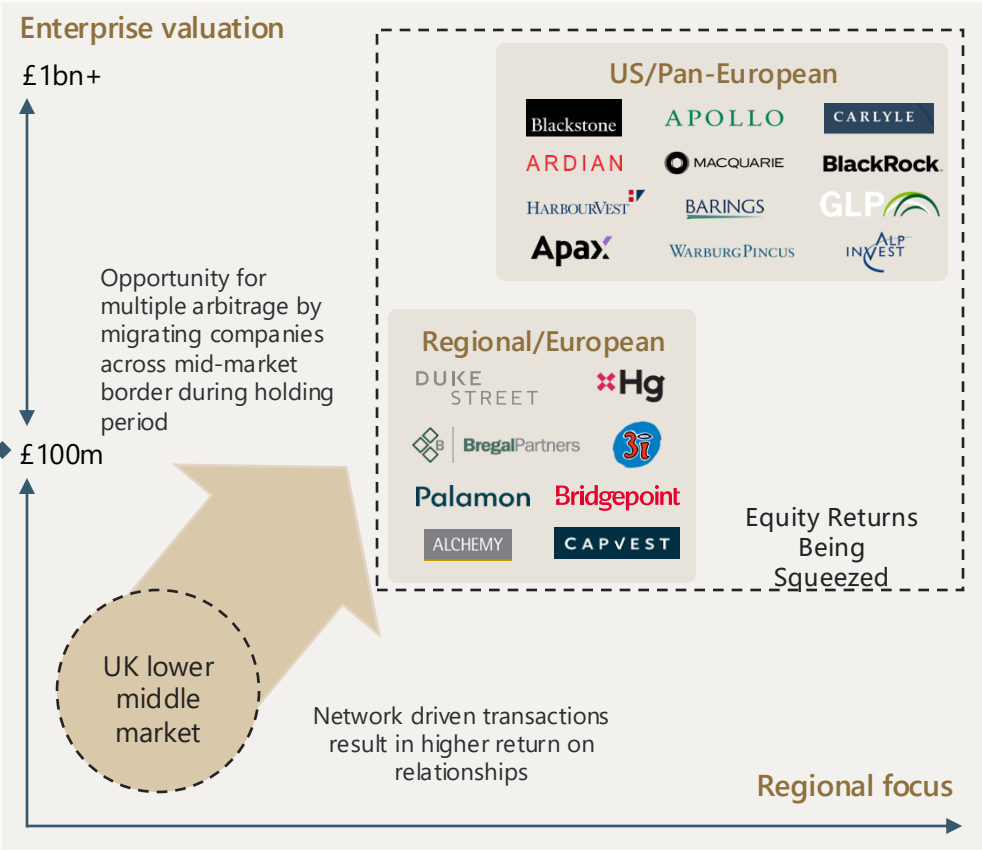 Enterprise valuation
£1bn+
US/Pan-European
Blackstone APOLLO CARLYLE
ARDIAN MACQUARIE BlackRock.
HARBOURVEST BARINGS GLP
Apax WARBURG PINCUS ALP
INVEST
Opportunity for
multiple arbitrage by
migrating companies
across mid-market
border during holding
period
£100m
Regional/European
DUKE
STREET
Hg
B BregalPartners 3i
Palamon Bridgepoint
ALCHEMY CAPVEST
Equity Returns
Being
Squeezed
UK lower
middle
market
Network driven transactions
result in higher return on
relationships
Regional focus